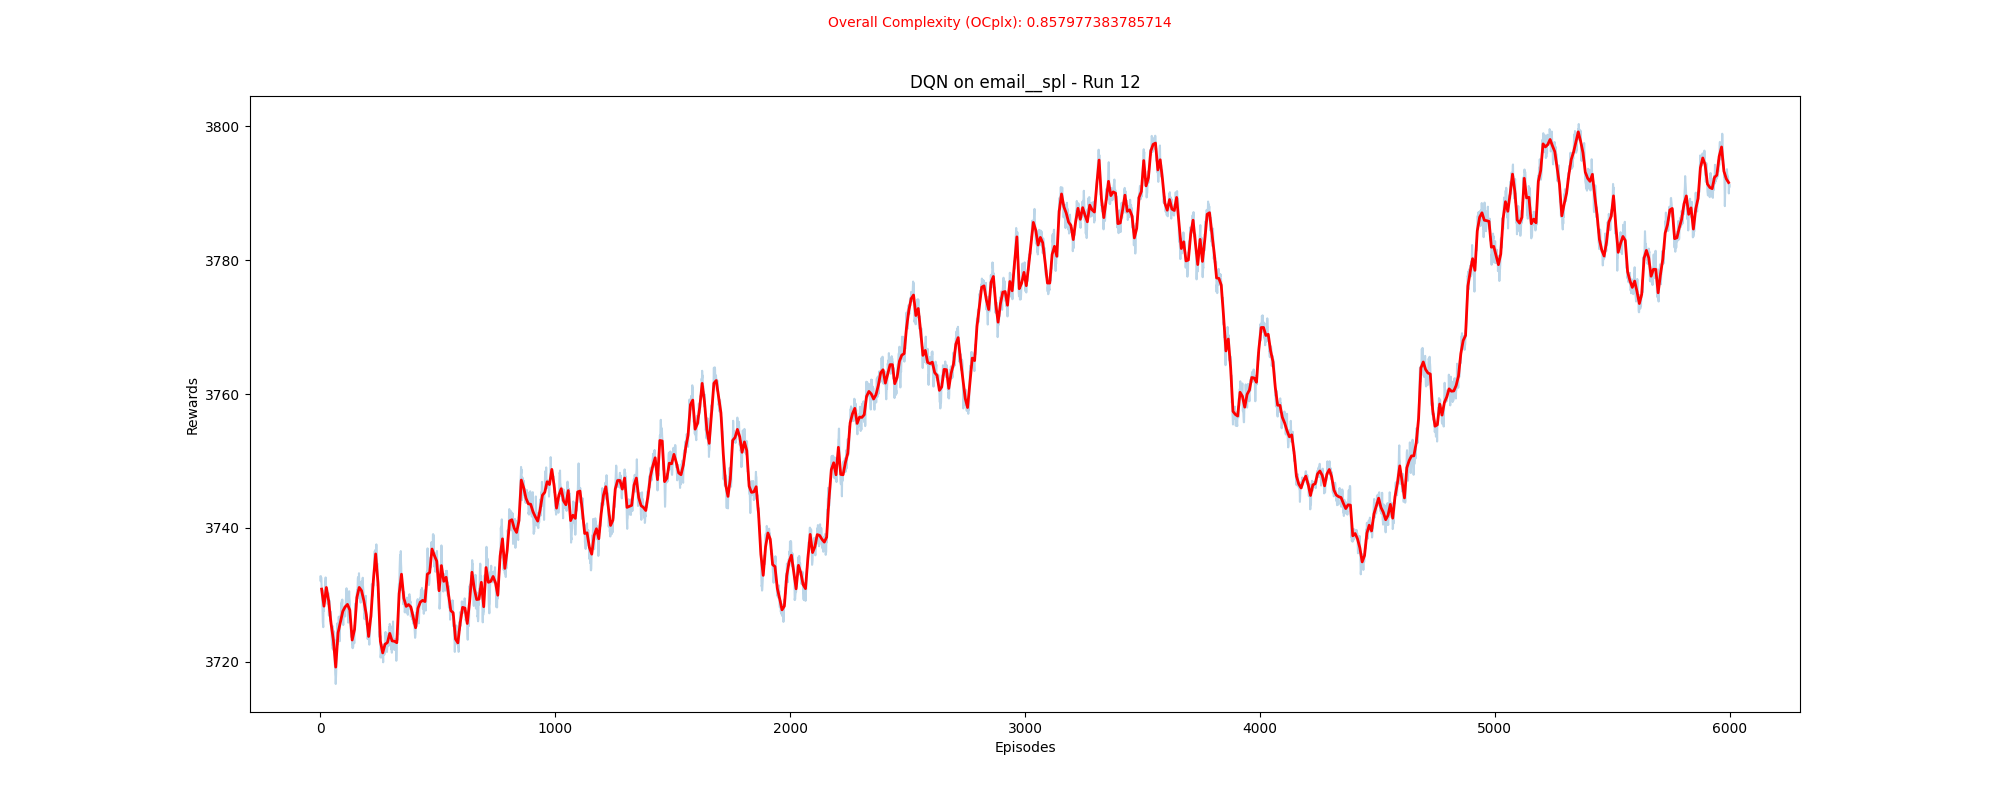 Overall Complexity (OCplx): 0.857977383785714
DQN on email__spl - Run 12
Rewards
3800
3780
3760
3740
3720
0 1000 2000 3000 4000 5000 6000
Episodes